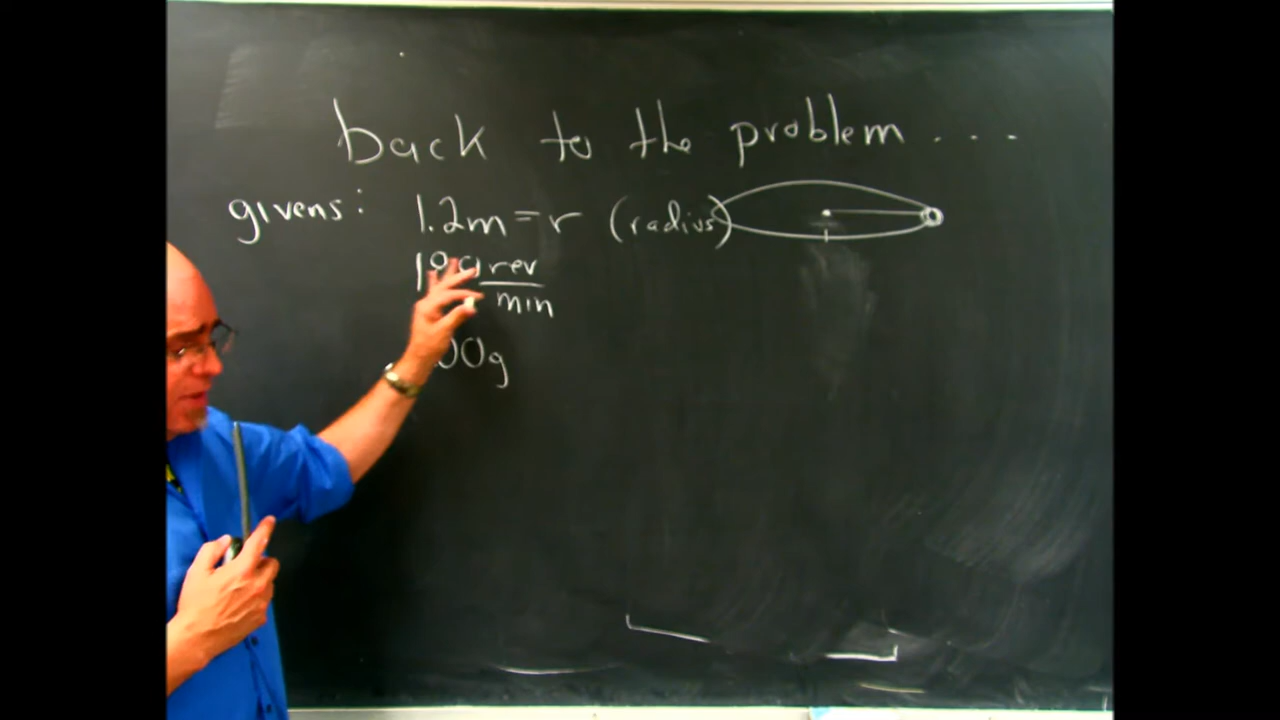 back to the problem . . . .
givens: 1.2m = r (radius)
rev
min
00g